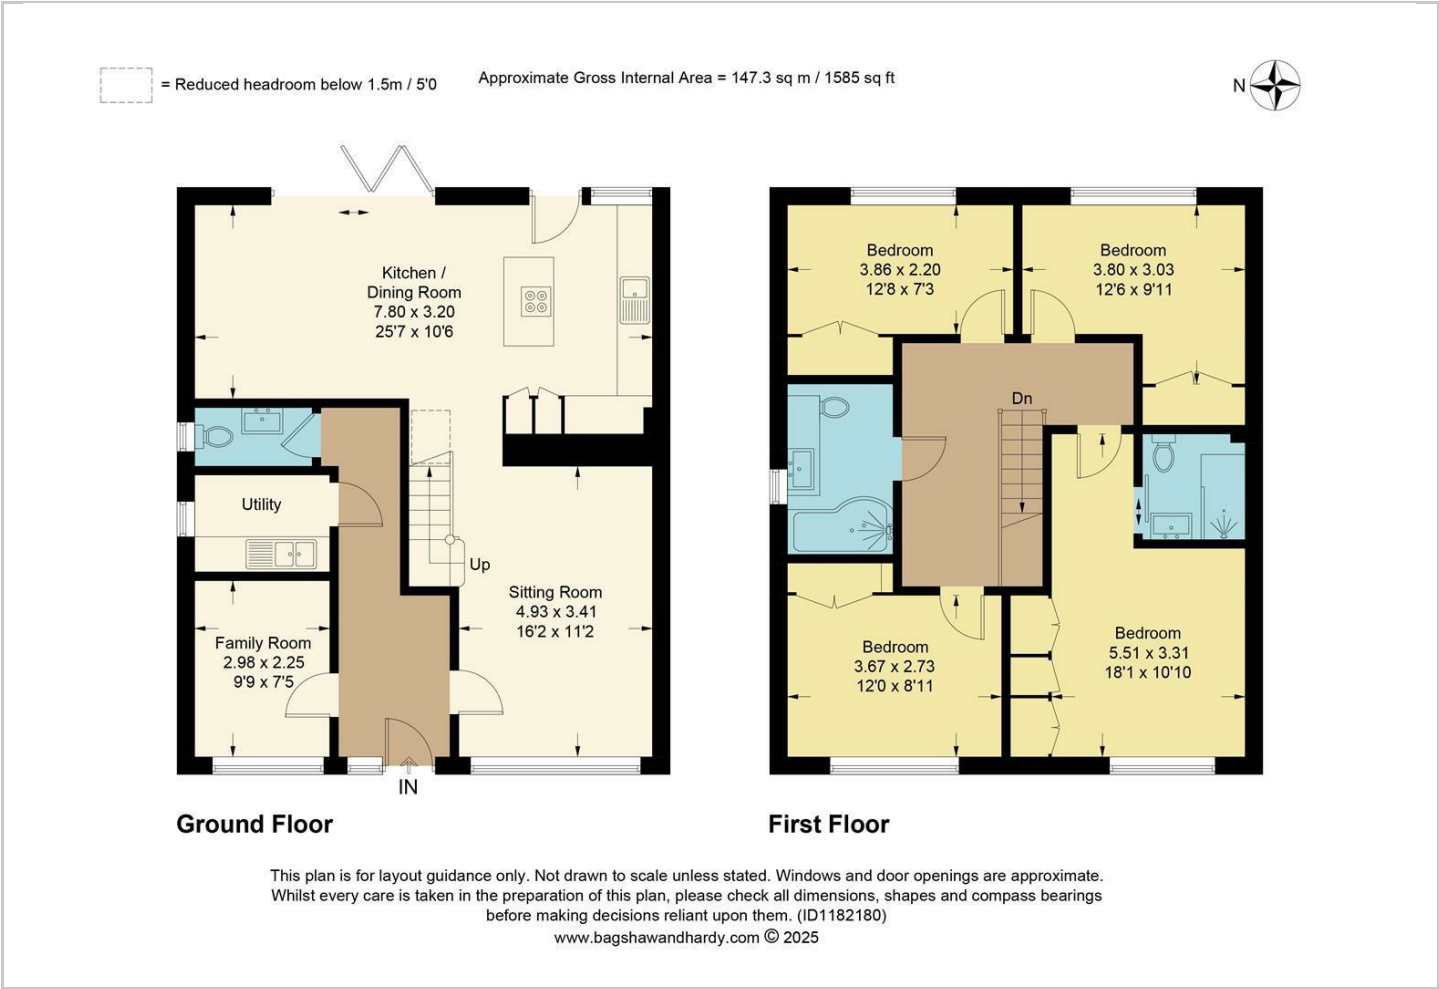 = Reduced headroom below 1.5m / 5'0
Approximate Gross Internal Area = 147.3 sq m / 1585 sq ft
N
Kitchen /
Dining Room
7.80 x 3.20
25'7 x 10'6
Utility
Up
Sitting Room
4.93 x 3.41
16'2 x 11'2
Family Room
2.98 x 2.25
9'9 x 7'5
IN
Ground Floor
Bedroom
3.86 x 2.20
12'8 x 7'3
Bedroom
3.80 x 3.03
12'6 x 9'11
Dn
Bedroom
3.67 x 2.73
12'0 x 8'11
Bedroom
5.51 x 3.31
18'1 x 10'10
First Floor
This plan is for layout guidance only. Not drawn to scale unless stated. Windows and door openings are approximate.
Whilst every care is taken in the preparation of this plan, please check all dimensions, shapes and compass bearings
before making decisions reliant upon them. (ID1182180)
www.bagshawandhardy.com © 2025